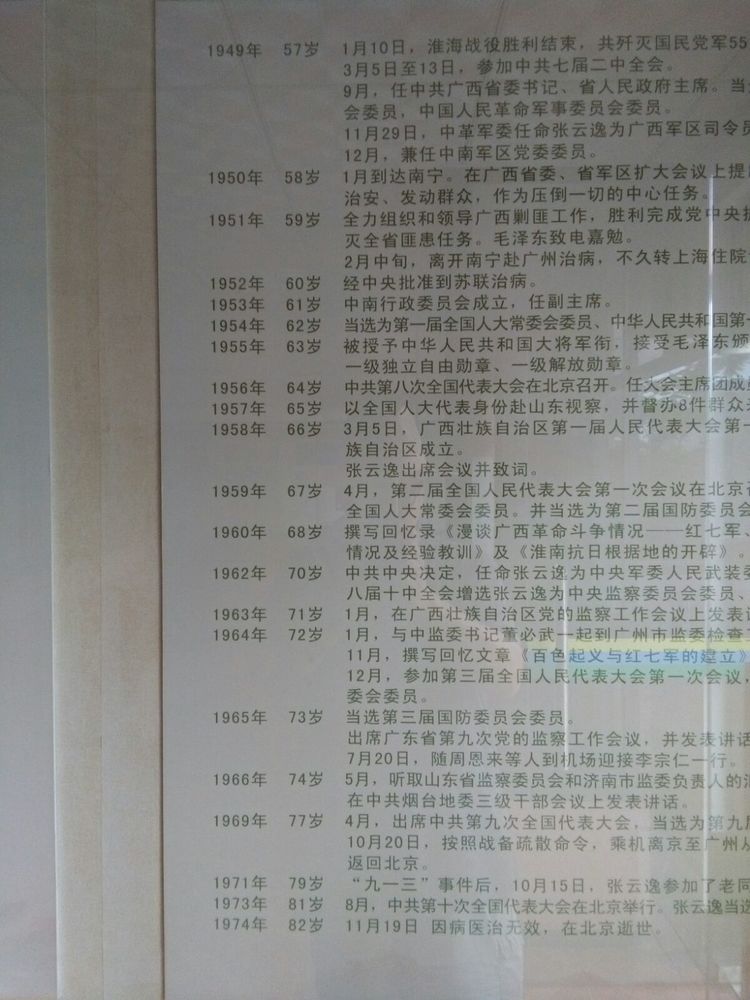 1949年 57岁 1月10日，淮海战役胜利结束，共歼灭国民党军55
3月5日至13日，参加中共七届二中全会。
9月，任中共广西省委书记、省人民政府主席。当
会委员，中国人民革命军事委员会委员。
11月29日，中革军委任命张云逸为广西军区司令员
12月，兼任中南军区党委委员。
1950年 58岁 1月到达南宁。在广西省委、省军区扩大会议上提
治安、发动群众，作为压倒一切的中心任务。
1951年 59岁 全力组织和领导广西剿匪工作，胜利完成党中央
灭全省匪患任务。毛泽东致电嘉勉。
2月中旬，离开南宁赴广州治病，不久转上海住院
1952年 60岁 经中央批准到苏联治病。
1953年 61岁 中南行政委员会成立，任副主席。
1954年 62岁 当选为第一届全国人大常委会委员、中华人民共和国第一
1955年 63岁 被授予中华人民共和国大将军衔，接受毛泽东颁
一级独立自由勋章、一级解放勋章。
1956年 64岁 中共第八次全国代表大会在北京召开。任大会主席团成员
1957年 65岁 以全国人大代表身份赴山东视察，并督办8件群众
1958年 66岁 3月5日，广西壮族自治区第一届人民代表大会第一
族自治区成立。
张云逸出席会议并致词。
1959年 67岁 4月，第二届全国人民代表大会第一次会议在北京召
全国人大常委会委员。并当选为第二届国防委员会
1960年 68岁 撰写回忆录《漫谈广西革命斗争情况——红七军、
情况及经验教训》及《淮南抗日根据地的开辟》。
1962年 70岁 中共中央决定，任命张云逸为中央军委人民武装委
八届十中全会增选张云逸为中央监察委员会委员、
1963年 71岁 1月，在广西壮族自治区党的监察工作会议上发表讲
1964年 72岁 1月，与中监委书记董必武一起到广州市监委检查工
11月，撰写回忆文章《百色起义与红七军的建立》
12月，参加第三届全国人民代表大会第一次会议，
委会委员。
1965年 73岁 当选第三届国防委员会委员。
出席广东省第九次党的监察工作会议，并发表讲话
7月20日，随周恩来等人到机场迎接李宗仁一行。
1966年 74岁 5月，听取山东省监察委员会和济南市监委负责人的汇
在中共烟台地委三级干部会议上发表讲话。
1969年 77岁 4月，出席中共第九次全国代表大会，当选为第九届
10月20日，按照战备疏散命令，乘机离京至广州从
返回北京。
1971年 79岁 “九一三”事件后，10月15日，张云逸参加了老同
1973年 81岁 8月，中共第十次全国代表大会在北京举行。张云逸当选
1974年 82岁 11月19日 因病医治无效，在北京逝世。